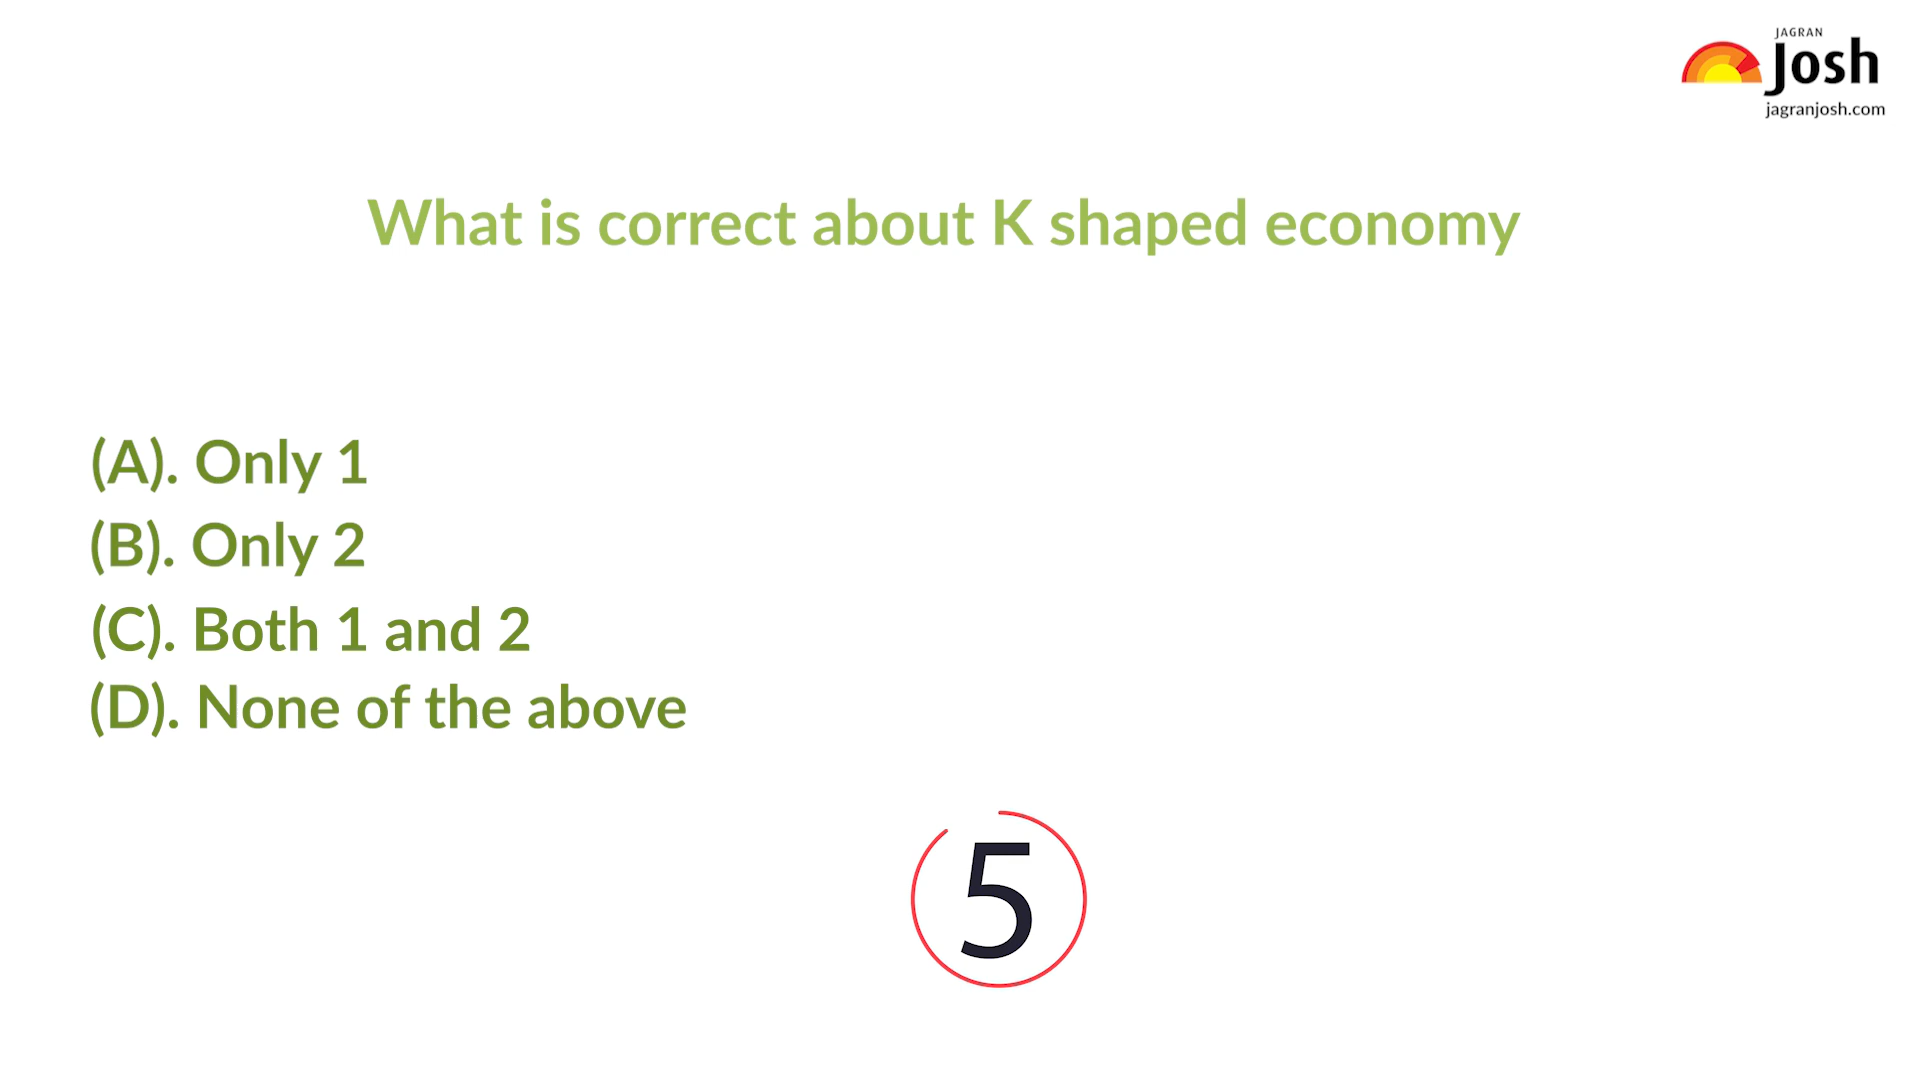 JAGRAN
Josh
jagranjosh.com
What is correct about K shaped economy
(A). Only 1
(B). Only 2
(C). Both 1 and 2
(D). None of the above
5